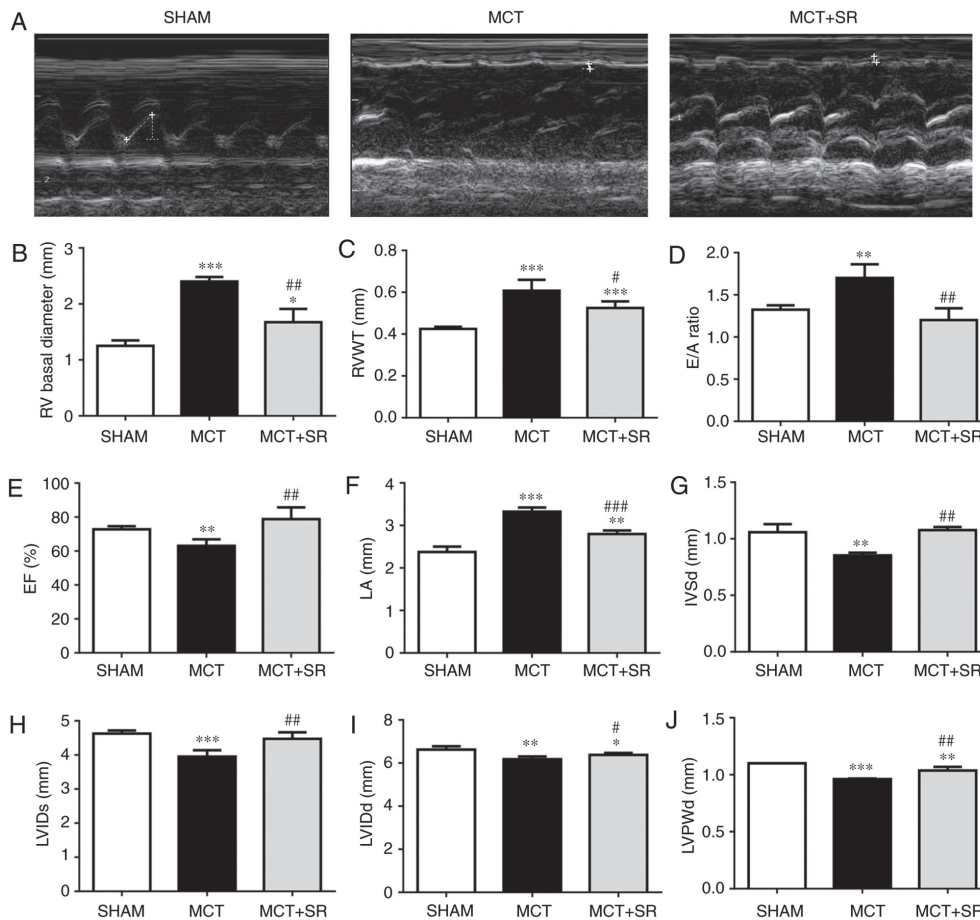 A
SHAM
MCT
MCT+SR
2
B
RV basal diameter (mm)
3
2
1
0
***
##
*
SHAM
MCT
MCT+SR
C
RVWT (mm)
0.8
0.6
0.4
0.2
0.0
***
#
***
SHAM
MCT
MCT+SR
D
E/A ratio
2.0
1.5
1.0
0.5
0.0
**
##
SHAM
MCT
MCT+SR
E
EF (%)
100
80
60
40
20
0
**
##
SHAM
MCT
MCT+SR
F
LA (mm)
4
3
2
1
0
***
###
**
SHAM
MCT
MCT+SR
G
IVSd (mm)
1.5
1.0
0.5
0.0
**
##
SHAM
MCT
MCT+SR
H
LVIDs (mm)
5
4
3
2
1
0
***
##
SHAM
MCT
MCT+SR
I
LVIDd (mm)
8
6
4
2
0
**
#
*
SHAM
MCT
MCT+SR
J
LVPWd (mm)
1.5
1.0
0.5
0.0
***
##
**
SHAM
MCT
MCT+SR